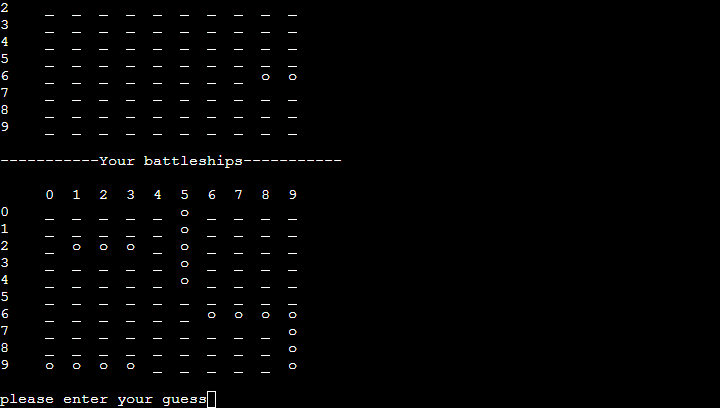 2    _  _  _  _  _  _  _  _  _  _
3    _  _  _  _  _  _  _  _  _  _
4    _  _  _  _  _  _  _  _  _  _
5    _  _  _  _  _  _  _  _  _  _
6    _  _  _  _  _  _  _  _  o  o
7    _  _  _  _  _  _  _  _  _  _
8    _  _  _  _  _  _  _  _  _  _
9    _  _  _  _  _  _  _  _  _  _
-----------Your battleships-----------
     0  1  2  3  4  5  6  7  8  9
0    _  _  _  _  _  o  _  _  _  _
1    _  _  _  _  _  o  _  _  _  _
2    _  o  o  o  _  o  _  _  _  _
3    _  _  _  _  _  o  _  _  _  _
4    _  _  _  _  _  o  _  _  _  _
5    _  _  _  _  _  _  _  _  _  _
6    _  _  _  _  _  _  o  o  o  o
7    _  _  _  _  _  _  _  _  _  o
8    _  _  _  _  _  _  _  _  _  o
9    o  o  o  o  _  _  _  _  _  o
please enter your guess